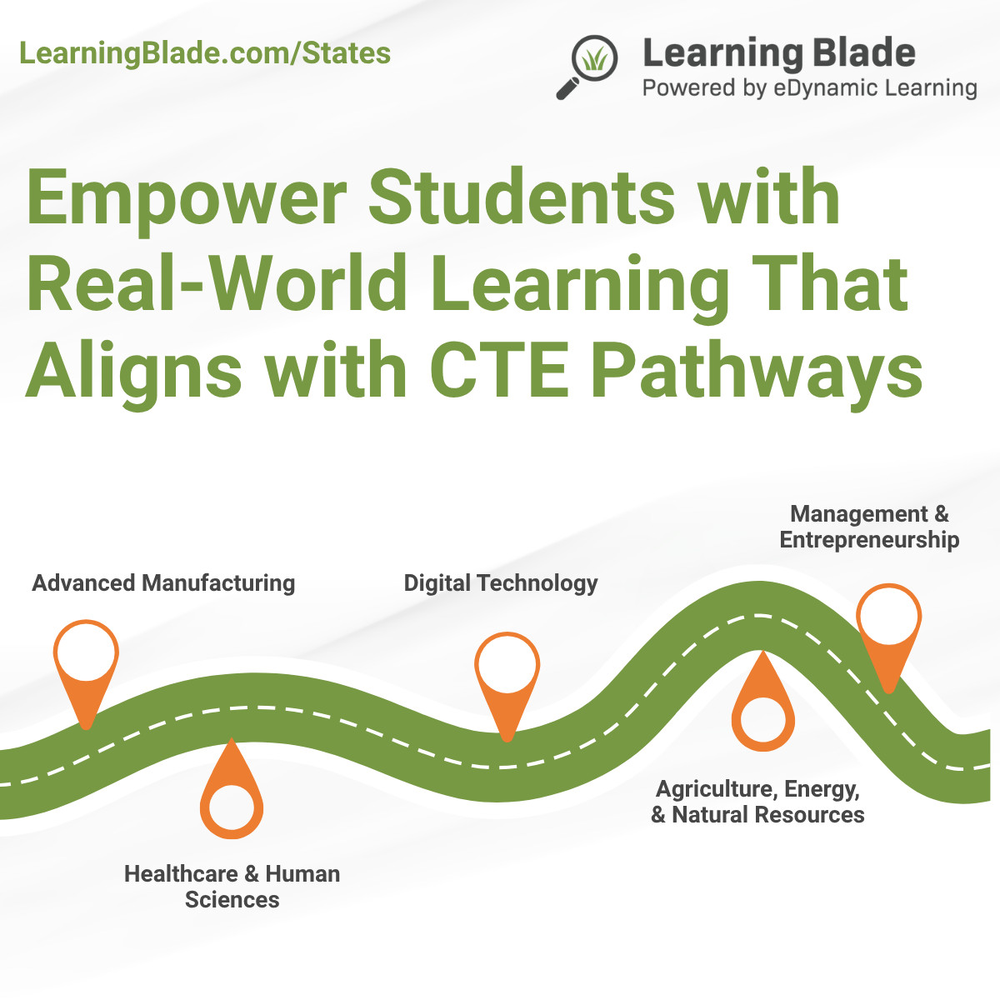 LearningBlade.com/States
Learning Blade
Powered by eDynamic Learning
Empower Students with
Real-World Learning That
Aligns with CTE Pathways
Management &
Entrepreneurship
Advanced Manufacturing
Digital Technology
Agriculture, Energy,
& Natural Resources
Healthcare & Human
Sciences